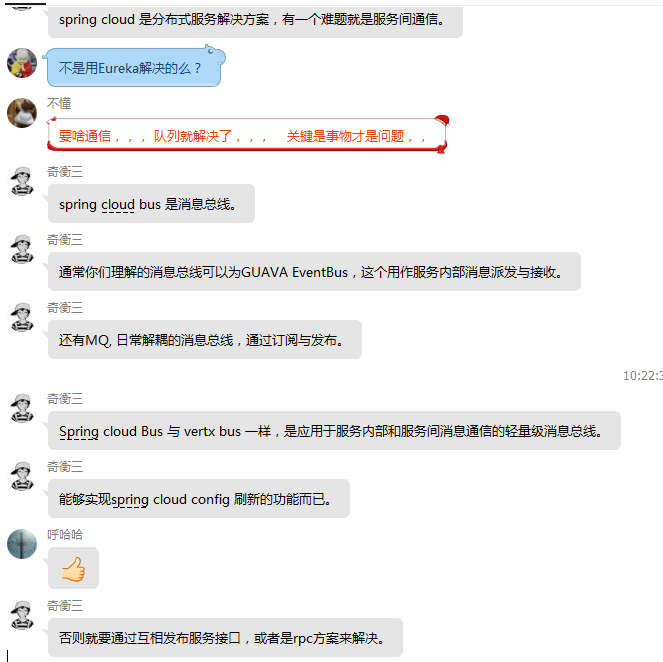 spring cloud 是分布式服务解决方案，有一个难题就是服务间通信。
不是用Eureka解决的么？
不懂
要啥通信，，，队列就解决了，，， 关键是事物才是问题，，
奇衡三
spring cloud bus 是消息总线。
奇衡三
通常你们理解的消息总线可以为GUAVA EventBus，这个用作服务内部消息派发与接收。
奇衡三
还有MQ, 日常解耦的消息总线，通过订阅与发布。
10:22:3
奇衡三
Spring cloud Bus 与 vertx bus 一样，是应用于服务内部和服务间消息通信的轻量级消息总线。
奇衡三
能够实现spring cloud config 刷新的功能而已。
呼哈哈
奇衡三
否则就要通过互相发布服务接口，或者是rpc方案来解决。